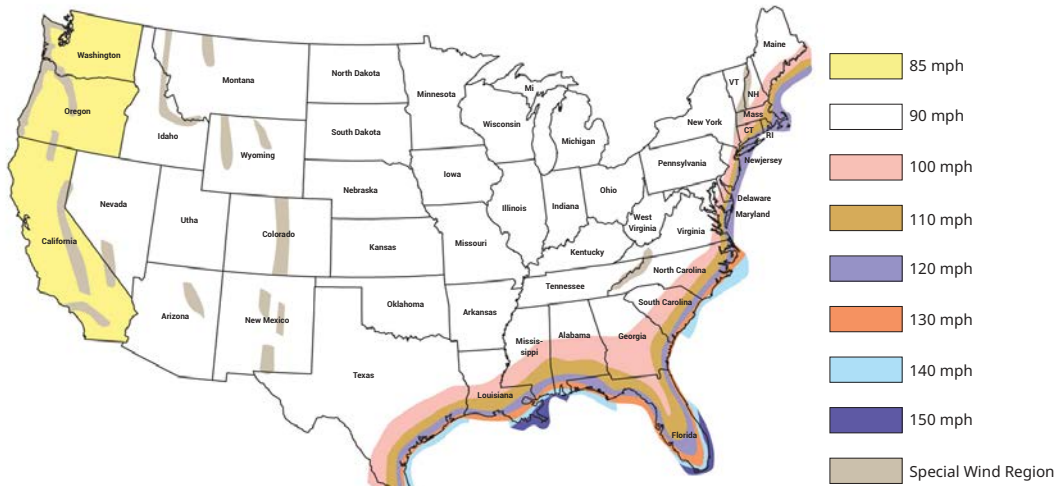 Washington
Oregon
California
Nevada
Idaho
Montana
Wyoming
Utha
Colorado
Arizona
New Mexico
North Dakota
South Dakota
Nebraska
Kansas
Oklahoma
Texas
Minnesota
Iowa
Missouri
Arkansas
Louisiana
Wisconsin
Mi
Michigan
Illinois
Indiana
Ohio
Kentucky
Tennessee
Missis-
sippi
Alabama
Georgia
Florida
South Carolina
North Carolina
Virginia
West
Virginia
Pennsylvania
New York
VT
NH
Maine
Mass
CT
RI
Newjersey
Delaware
Maryland
85 mph
90 mph
100 mph
110 mph
120 mph
130 mph
140 mph
150 mph
Special Wind Region